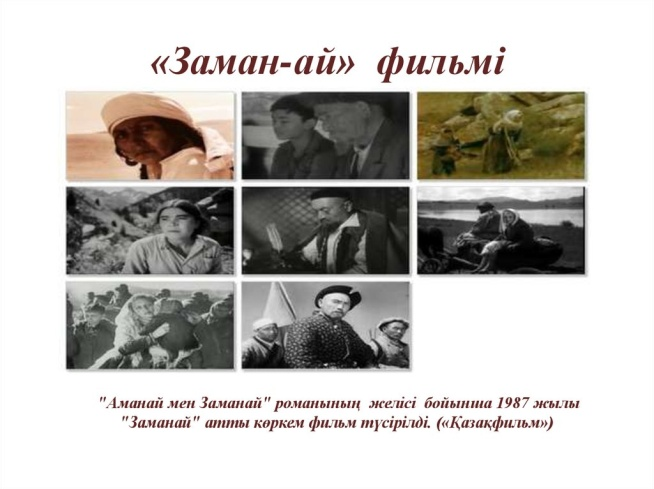 «Заман-ай» фильмі
"Аманай мен Заманай" романының желісі бойынша 1987 жылы
"Заманай" атты көркем фильм түсірілді. («Қазақфильм»)